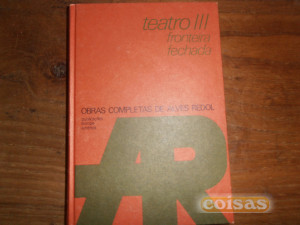 teatro III
fronteira
fechada
OBRAS COMPLETAS DE ALVES REDOL
AR
coisas